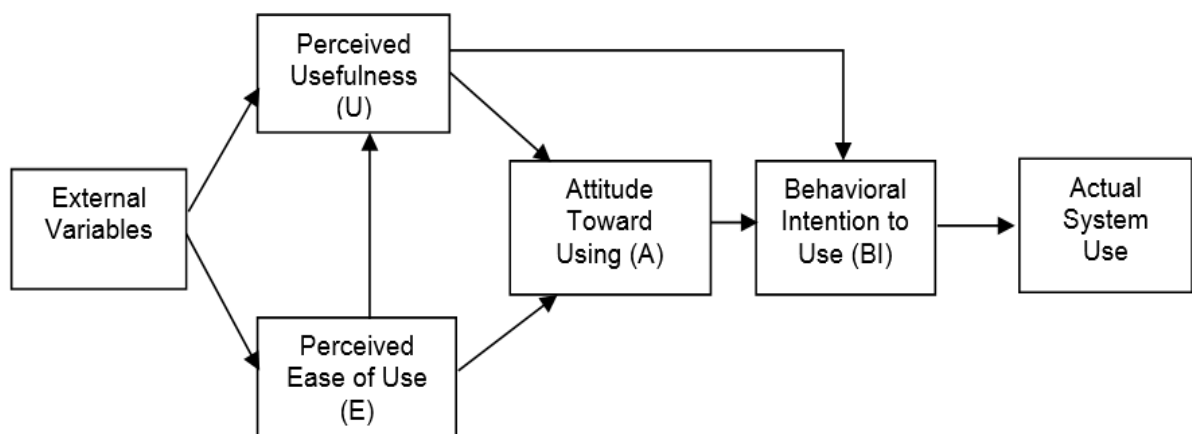 Perceived
Usefulness
(U)
External
Variables
Attitude
Toward
Using (A)
Behavioral
Intention to
Use (BI)
Actual
System
Use
Perceived
Ease of Use
(E)